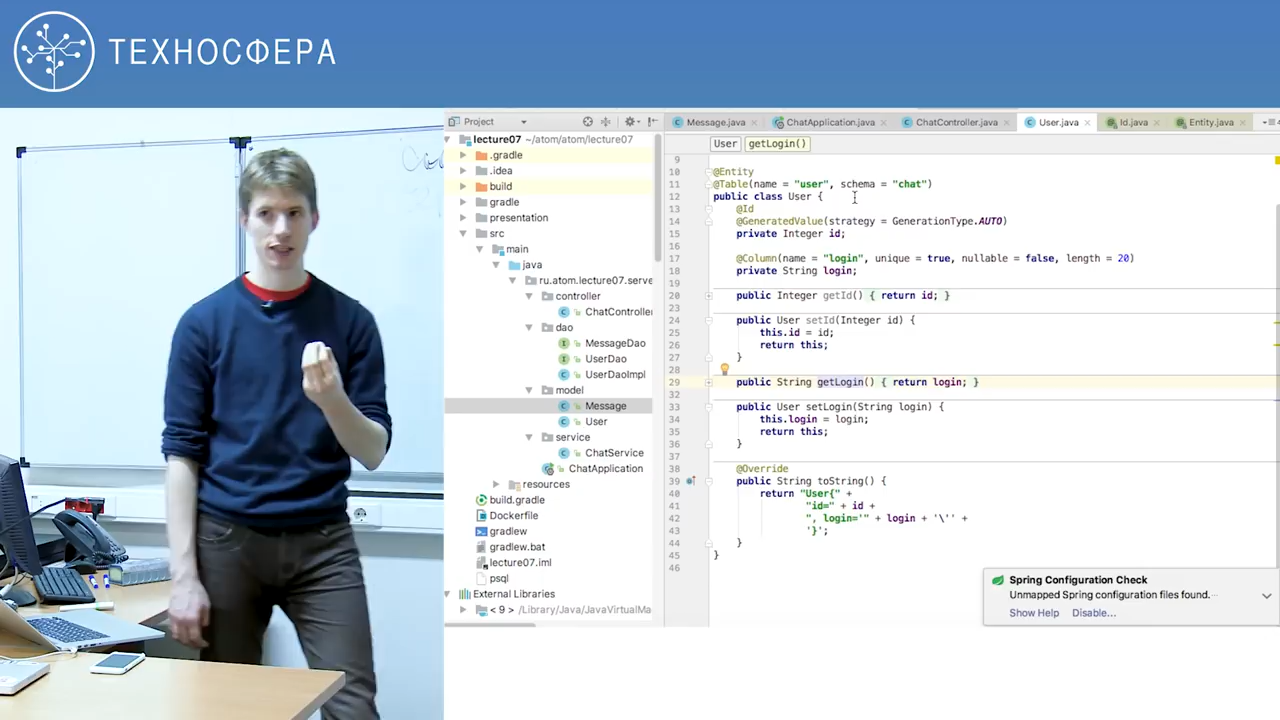 ТЕХНОСФЕРА
Project
Message.java
ChatApplication.java
ChatController.java
User.java
Id.java
Entity.java
lecture07 ~/atom/atom/lecture07
.gradle
.idea
build
gradle
presentation
src
main
java
ru.atom.lecture07.serve
controller
ChatController
dao
MessageDao
UserDao
UserDaoImpl
model
Message
User
service
ChatService
ChatApplication
resources
build.gradle
Dockerfile
gradlew
gradlew.bat
lecture07.iml
psql
External Libraries
< 9 > /Library/Java/JavaVirtualMa
User
getLogin()
9
10 @Entity
11 @Table(name = "user", schema = "chat")
12 public class User {
13 @Id
14 @GeneratedValue(strategy = GenerationType.AUTO)
15 private Integer id;
16
17 @Column(name = "login", unique = true, nullable = false, length = 20)
18 private String login;
19
20 public Integer getId() { return id; }
23
24 public User setId(Integer id) {
25 this.id = id;
26 return this;
27 }
28
29 public String getLogin() { return login; }
32
33 public User setLogin(String login) {
34 this.login = login;
35 return this;
36 }
37
38 @Override
39 public String toString() {
40 return "User{" +
41 "id=" + id +
42 ", login='" + login + '\'' +
43 '}';
44 }
45 }
46
Spring Configuration Check
Unmapped Spring configuration files found.
Show Help
Disable...